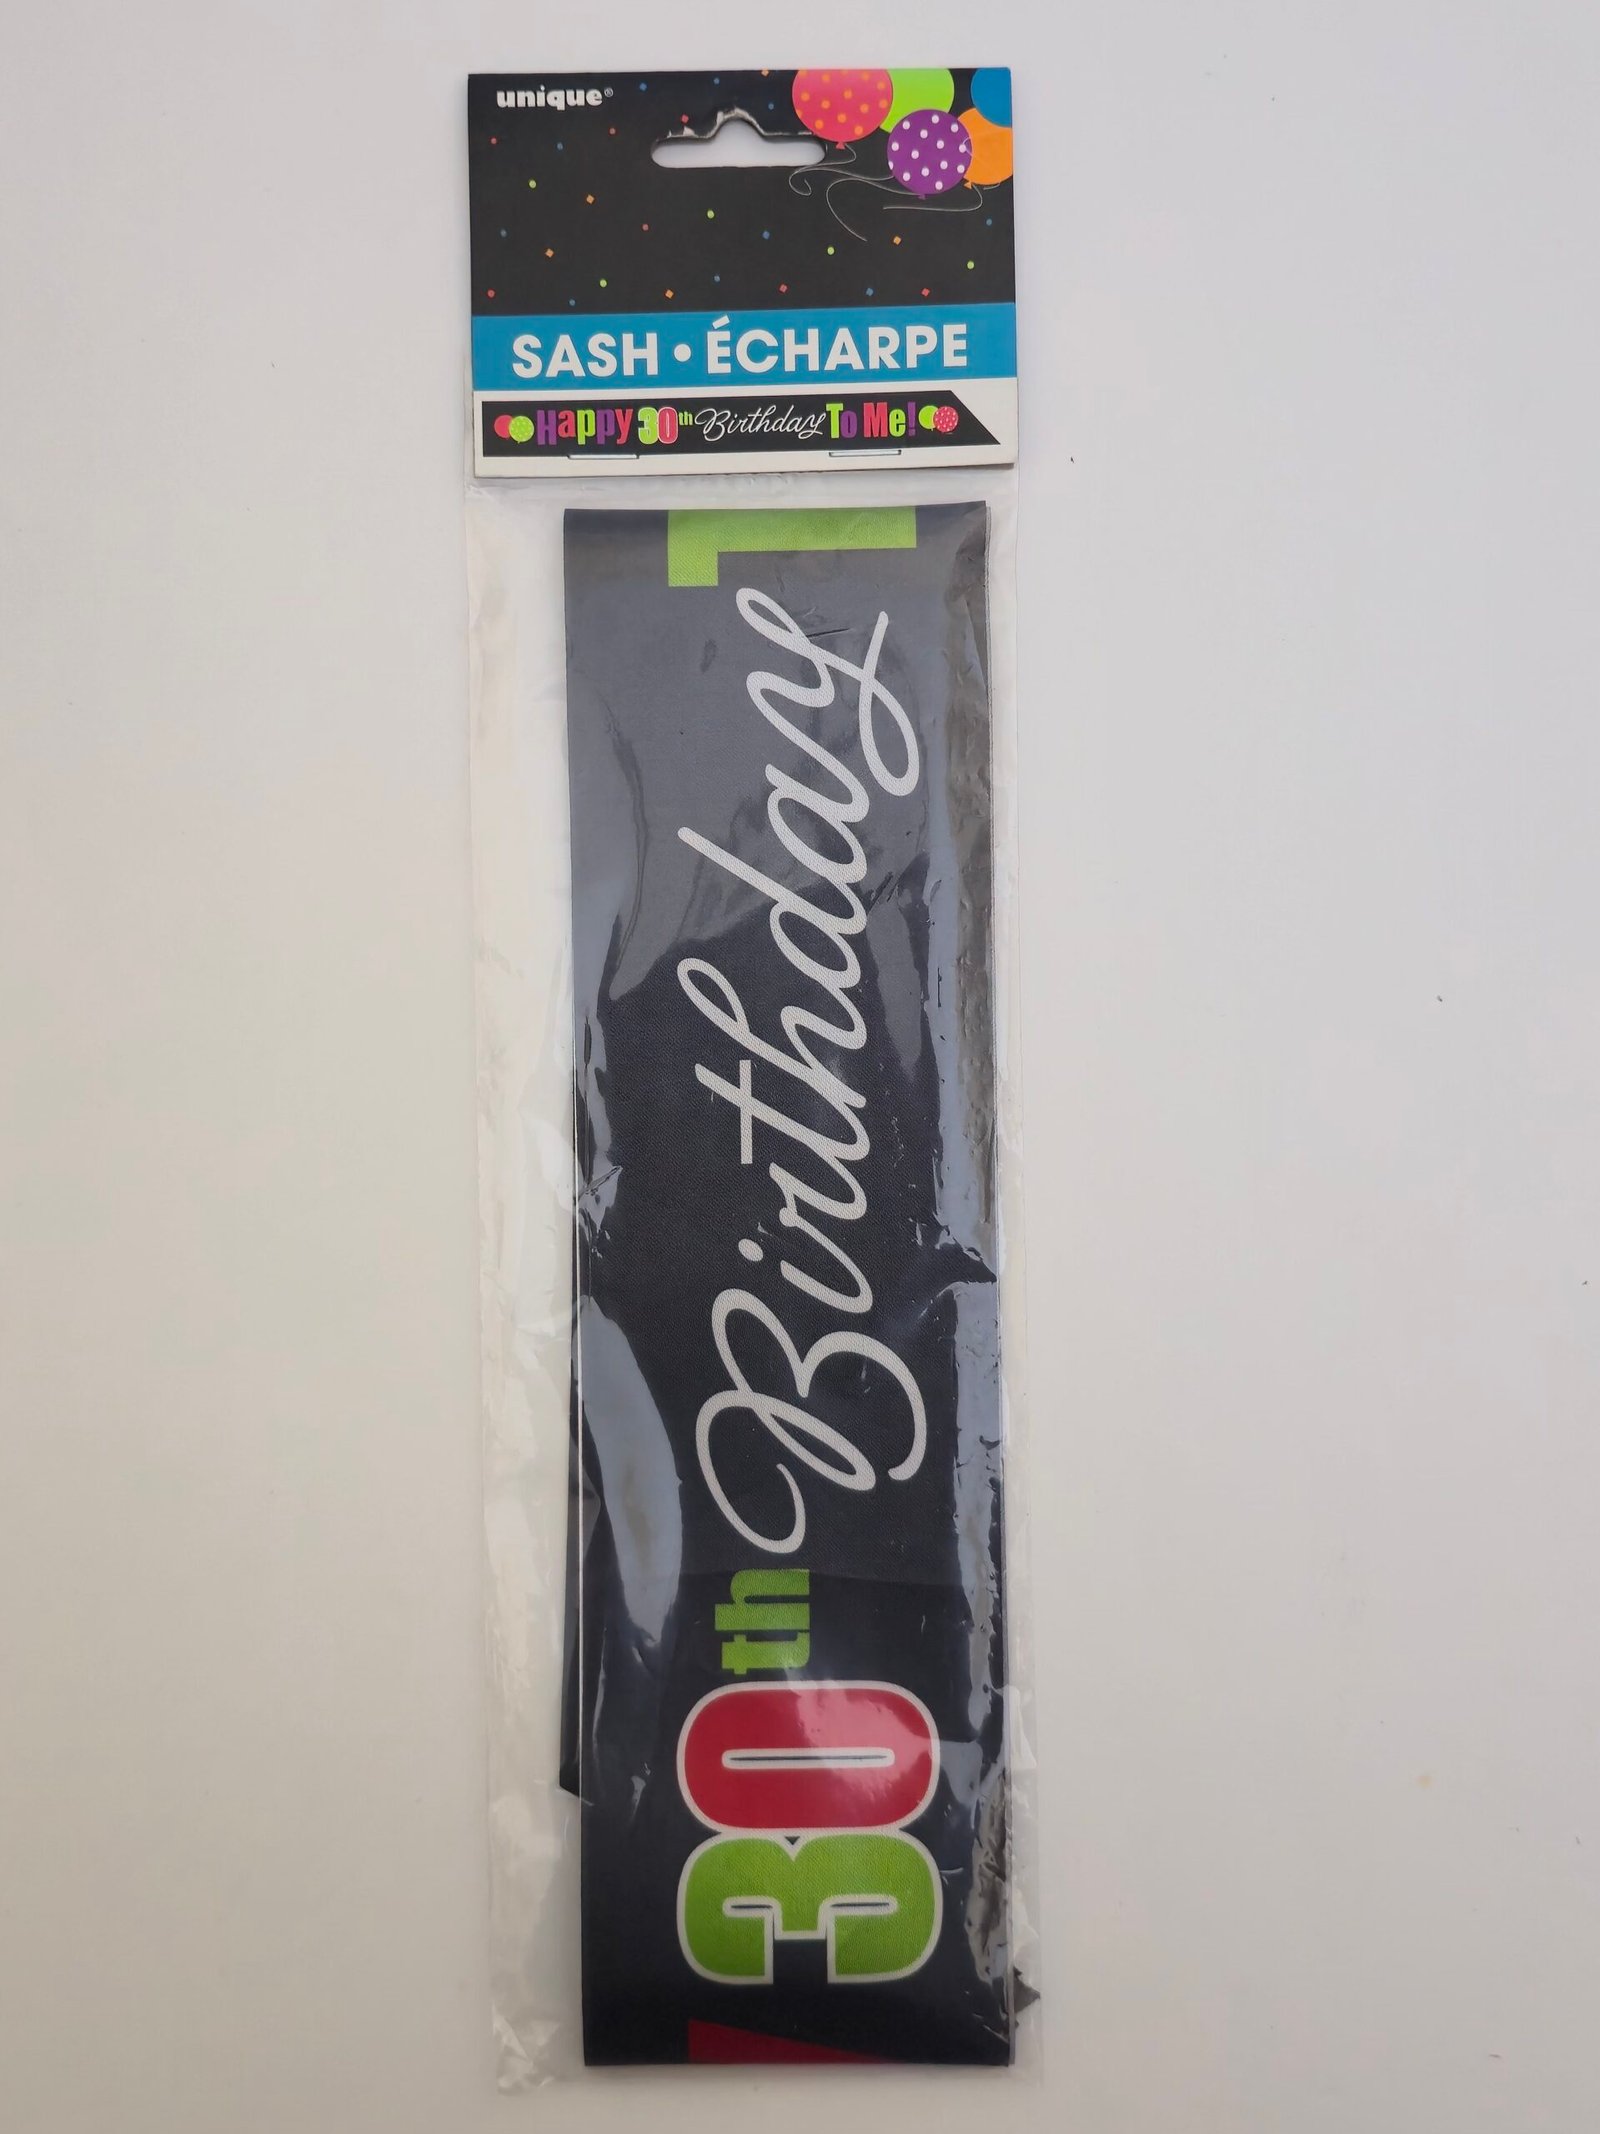 unique®
SASH • ÉCHARPE
Happy 30th Birthday To Me!
30th Birthday T